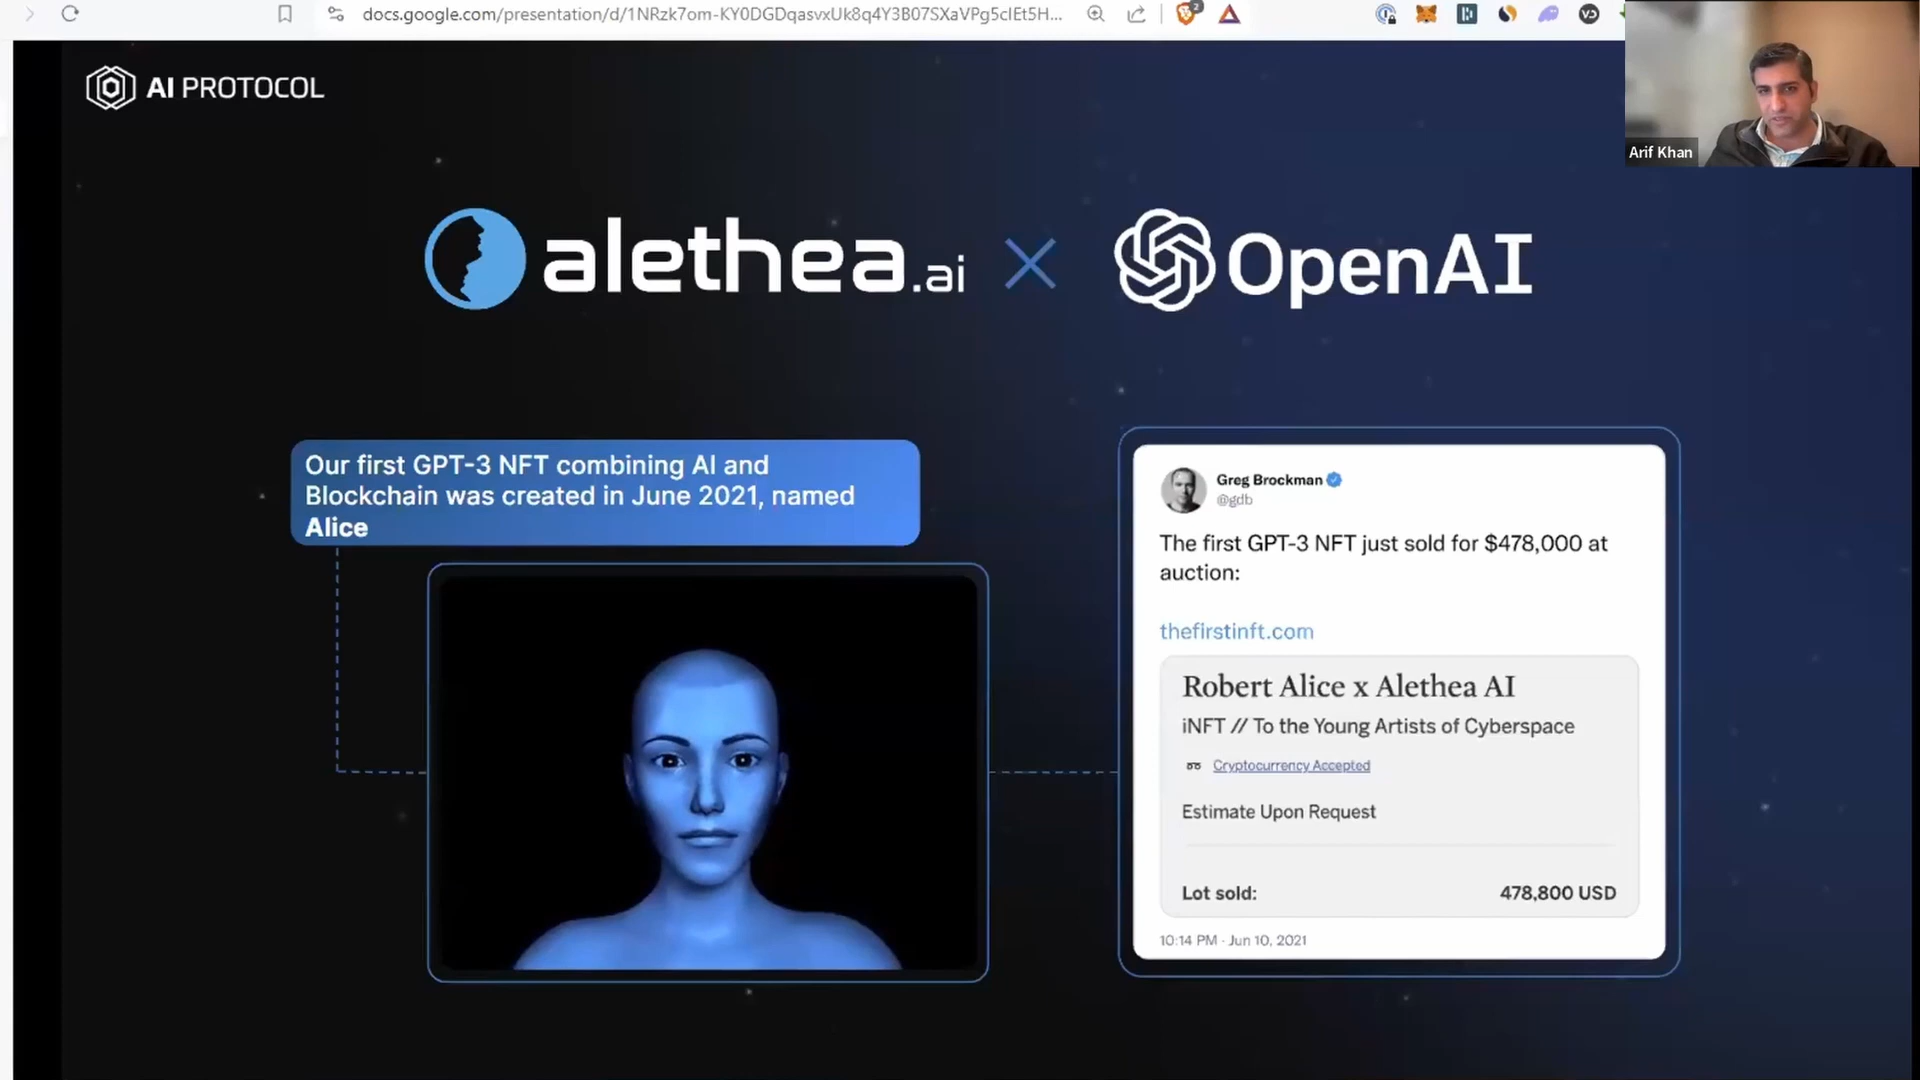 docs.google.com/presentation/d/1NRzk7om-KY0DGDqasvxUk8q4Y3B07SXaVPg5cIEt5H...
2
Arif Khan
AI PROTOCOL
alethea.ai
OpenAI
Our first GPT-3 NFT combining AI and
Blockchain was created in June 2021, named
Alice
Greg Brockman
@gdb
The first GPT-3 NFT just sold for $478,000 at
auction:
thefirstinft.com
Robert Alice x Alethea AI
iNFT // To the Young Artists of Cyberspace
Cryptocurrency Accepted
Estimate Upon Request
Lot sold: 478,800 USD
10:14 PM · Jun 10, 2021